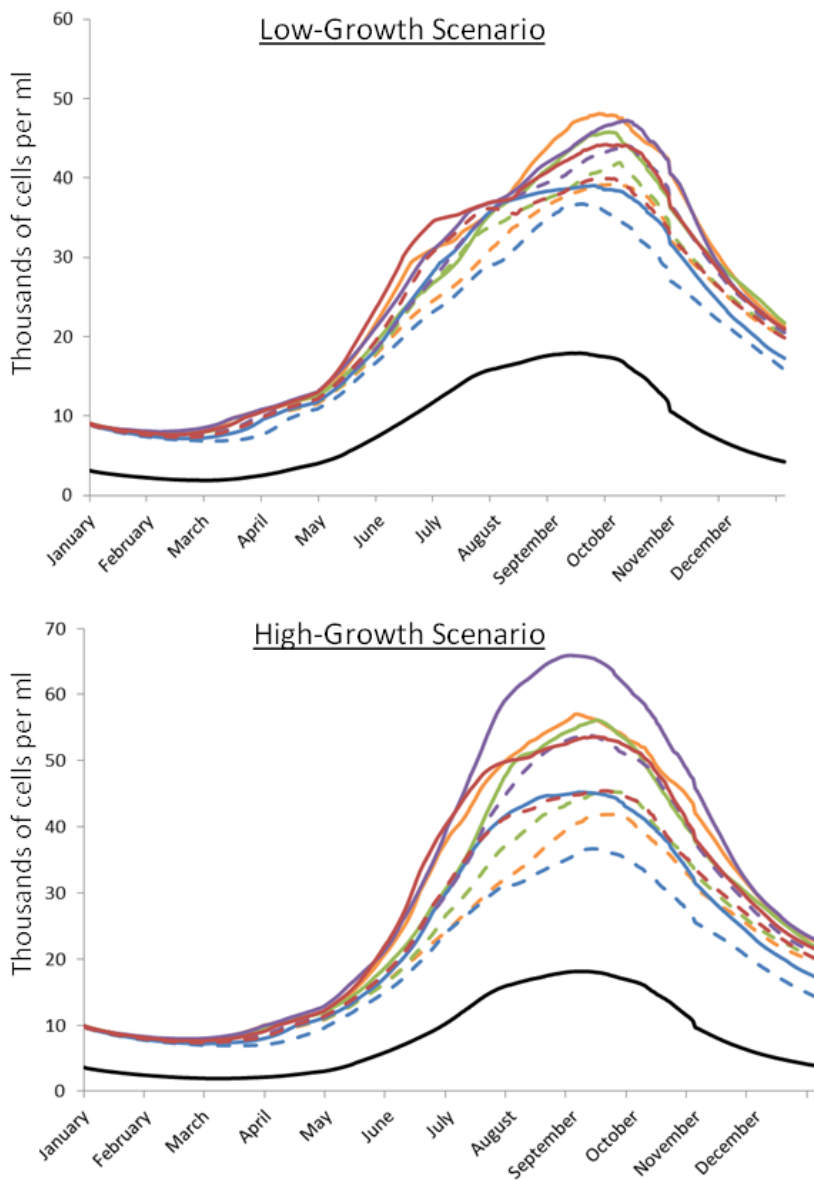 Low-Growth Scenario
Thousands of cells per ml
60
50
40
30
20
10
0
January February March April May June July August September October November December
High-Growth Scenario
Thousands of cells per ml
70
60
50
40
30
20
10
0
January February March April May June July August September October November December